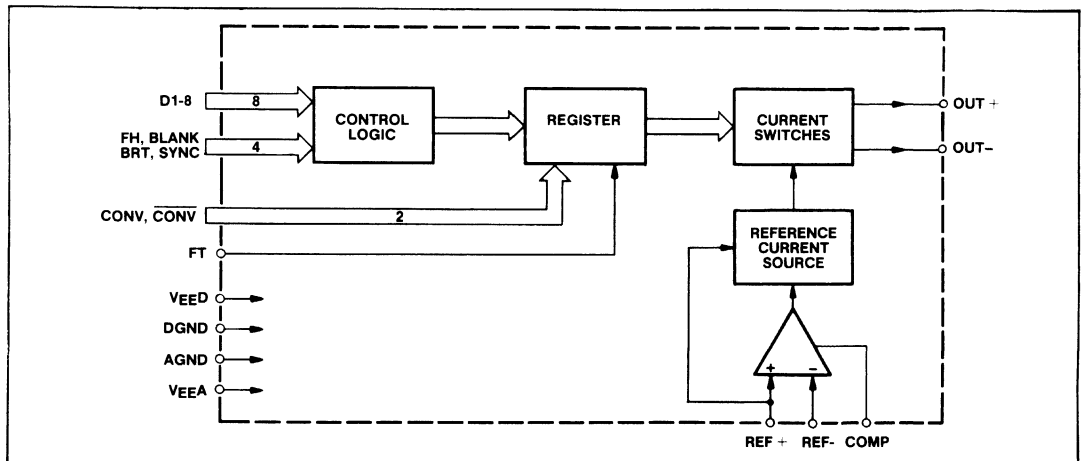 D1-8
8
FH, BLANK
BRT, SYNC
4
CONTROL
LOGIC
REGISTER
CURRENT
SWITCHES
OUT +
OUT-
CONV, C̅O̅N̅V̅
2
FT
REFERENCE
CURRENT
SOURCE
VEED
DGND
AGND
VEEA
+
-
REF +
REF-
COMP